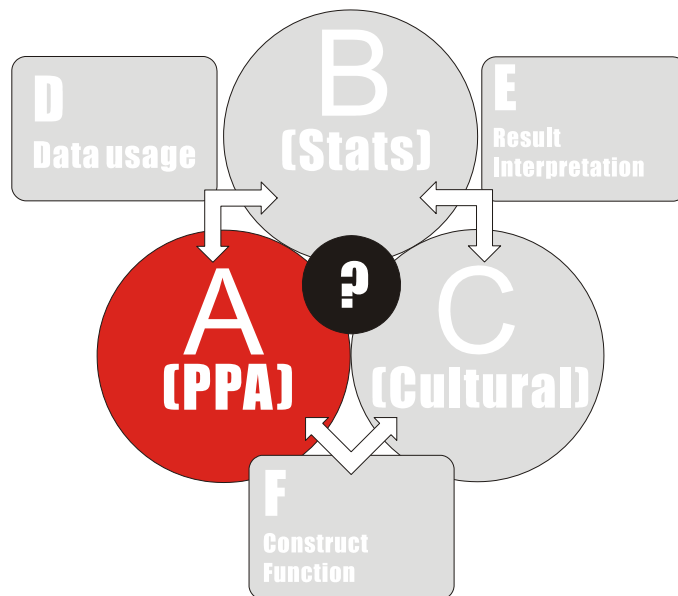 B
(Stats)
D
Data usage
E
Result
Interpretation
?
A
(PPA)
C
(Cultural)
F
Construct
Function